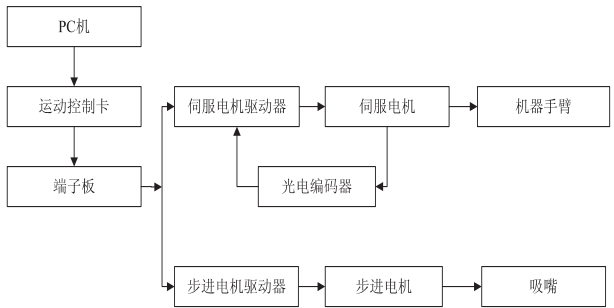 PC机
运动控制卡
伺服电机驱动器
伺服电机
机器手臂
端子板
光电编码器
步进电机驱动器
步进电机
吸嘴